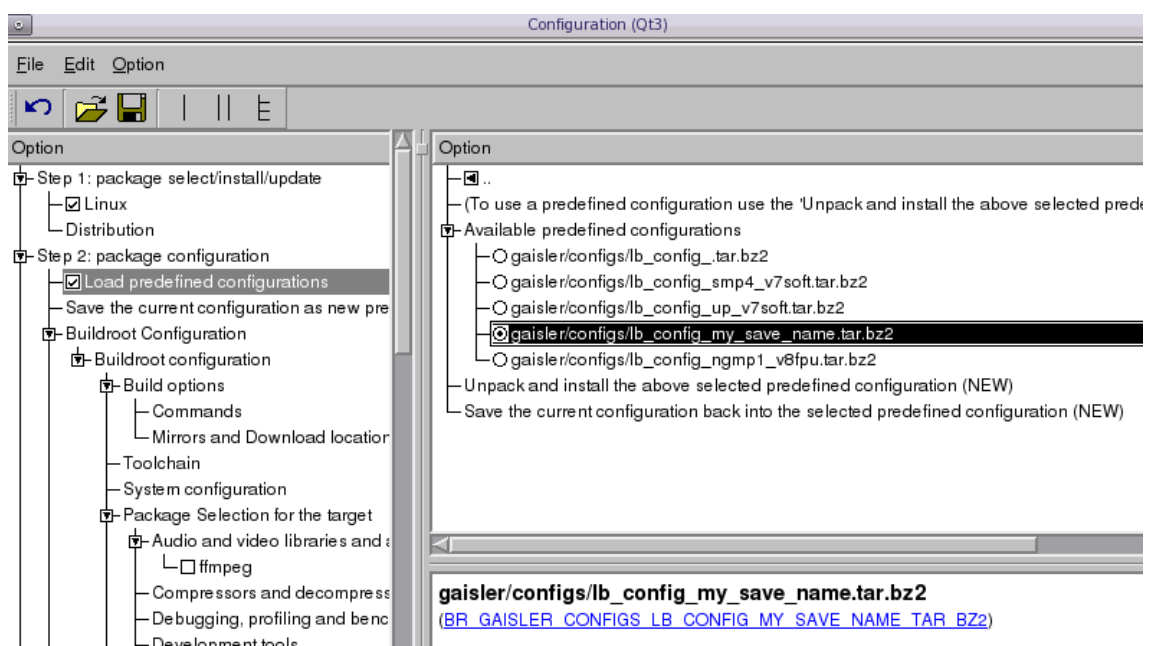 Configuration (Qt3)
File Edit Option
Option
Step 1: package select/install/update
Linux
Distribution
Step 2: package configuration
Load predefined configurations
Save the current configuration as new pre
Buildroot Configuration
Buildroot configuration
Build options
Commands
Mirrors and Download location
Toolchain
System configuration
Package Selection for the target
Audio and video libraries and a
ffmpeg
Compressors and decompress
Debugging, profiling and benc
Development tools
Option
..
(To use a predefined configuration use the 'Unpack and install the above selected prede
Available predefined configurations
gaisler/configs/lb_config_.tar.bz2
gaisler/configs/lb_config_smp4_v7soft.tar.bz2
gaisler/configs/lb_config_up_v7soft.tar.bz2
gaisler/configs/lb_config_my_save_name.tar.bz2
gaisler/configs/lb_config_ngmp1_v8fpu.tar.bz2
Unpack and install the above selected predefined configuration (NEW)
Save the current configuration back into the selected predefined configuration (NEW)
gaisler/configs/lb_config_my_save_name.tar.bz2
(BR_GAISLER_CONFIGS_LB_CONFIG_MY_SAVE_NAME_TAR_BZ2)